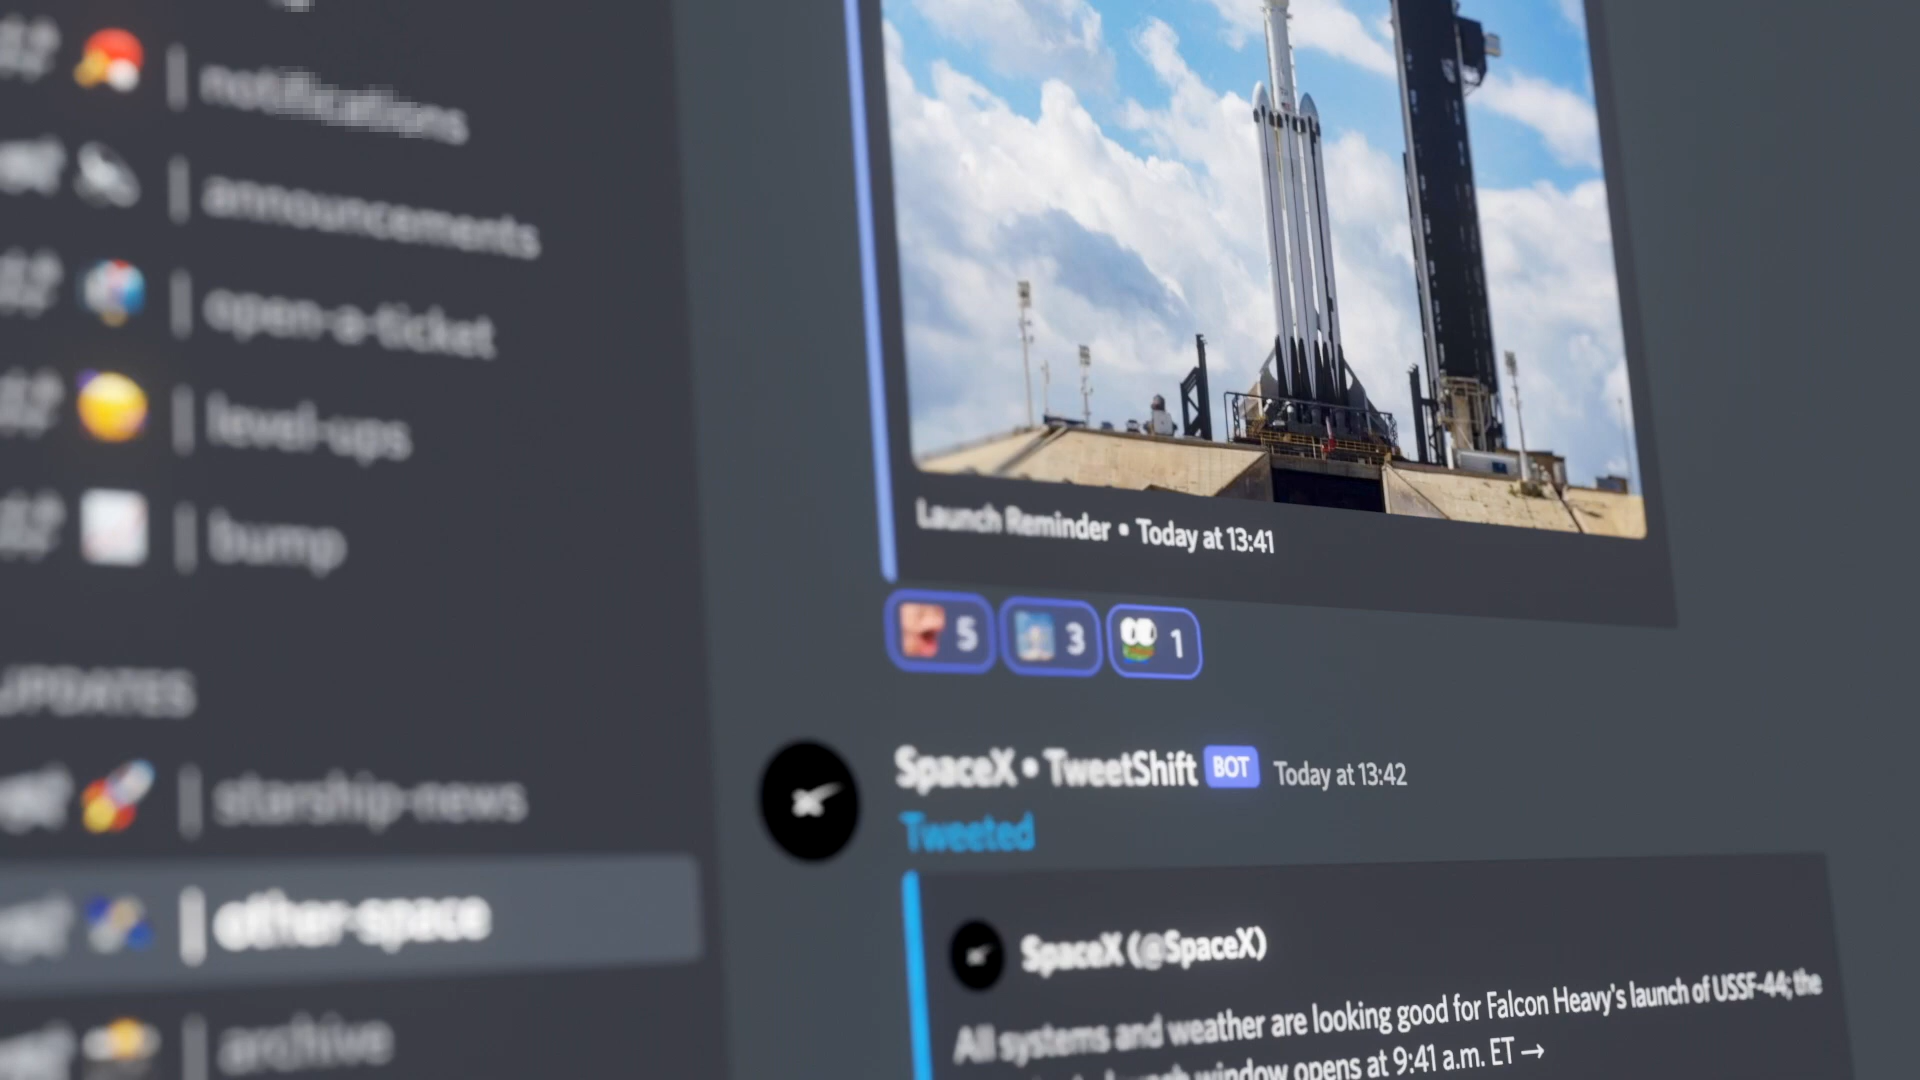 notifications
announcements
open-a-ticket
level-ups
bump
UPDATES
starship-news
other-space
archive
Launch Reminder • Today at 13:41
5
3
1
SpaceX • TweetShift BOT Today at 13:42
Tweeted
SpaceX (@SpaceX)
All systems and weather are looking good for Falcon Heavy's launch of USSF-44; the
window opens at 9:41 a.m. ET →